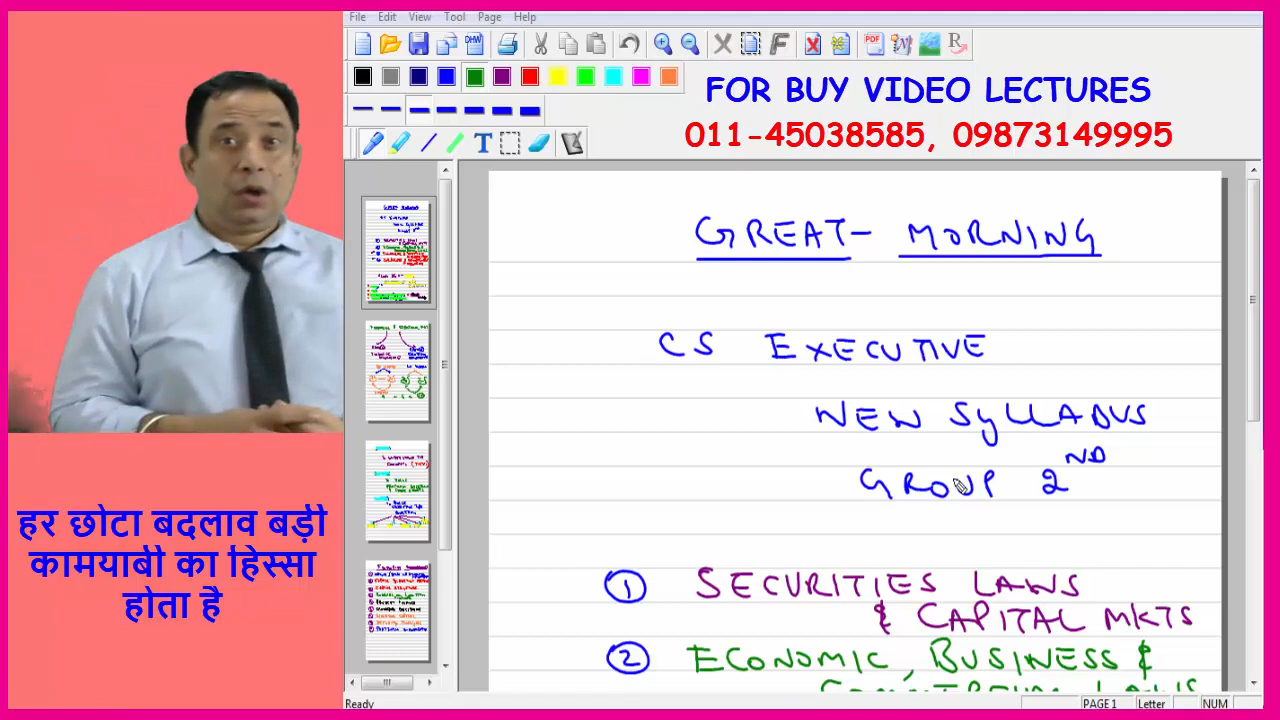 File Edit View Tool Page Help
FOR BUY VIDEO LECTURES
011-45038585, 09873149995
GREAT- MORNING
CS EXECUTIVE
NEW SyLLABUS
GROUP 2ND
① SECURITIES LAWS
& CAPITAL MKTS
② ECONOMIC, BUSINESS &
हर छोटा बदलाव बड़ी
कामयाबी का हिस्सा
होता है
Ready PAGE 1 Letter NUM